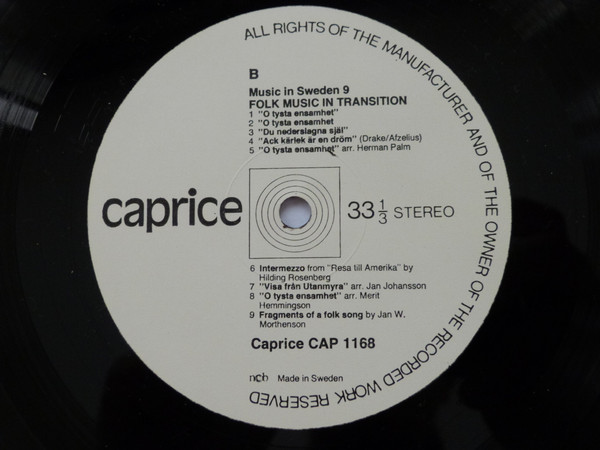 ALL RIGHTS OF THE MANUFACTURER AND OF THE OWNER OF THE RECORDED WORK RESERVED
B
Music in Sweden 9
FOLK MUSIC IN TRANSITION
1 "O tysta ensamhet"
2 "O tysta ensamhet
3 "Du nederslagna själ"
4 "Ack kärlek är en dröm" (Drake/Afzelius)
5 "O tysta ensamhet" arr. Herman Palm
caprice
33 1/3 STEREO
6 Intermezzo from "Resa till Amerika" by
Hilding Rosenberg
7 "Visa från Utanmyra" arr. Jan Johansson
8 "O tysta ensamhet" arr. Merit
Hemmingson
9 Fragments of a folk song by Jan W.
Morthenson
Caprice CAP 1168
ncb Made in Sweden